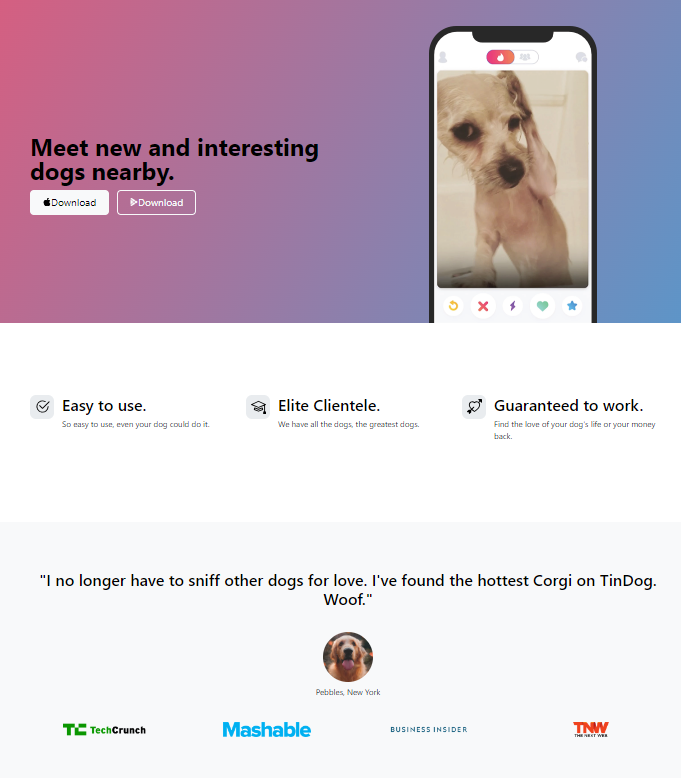 Meet new and interesting
dogs nearby.
Download
Download
Easy to use.
So easy to use, even your dog could do it.
Elite Clientele.
We have all the dogs, the greatest dogs.
Guaranteed to work.
Find the love of your dog's life or your money
back.
"I no longer have to sniff other dogs for love. I've found the hottest Corgi on TinDog.
Woof."
Pebbles, New York
TC TechCrunch
Mashable
BUSINESS INSIDER
TNW
THE NEXT WEB